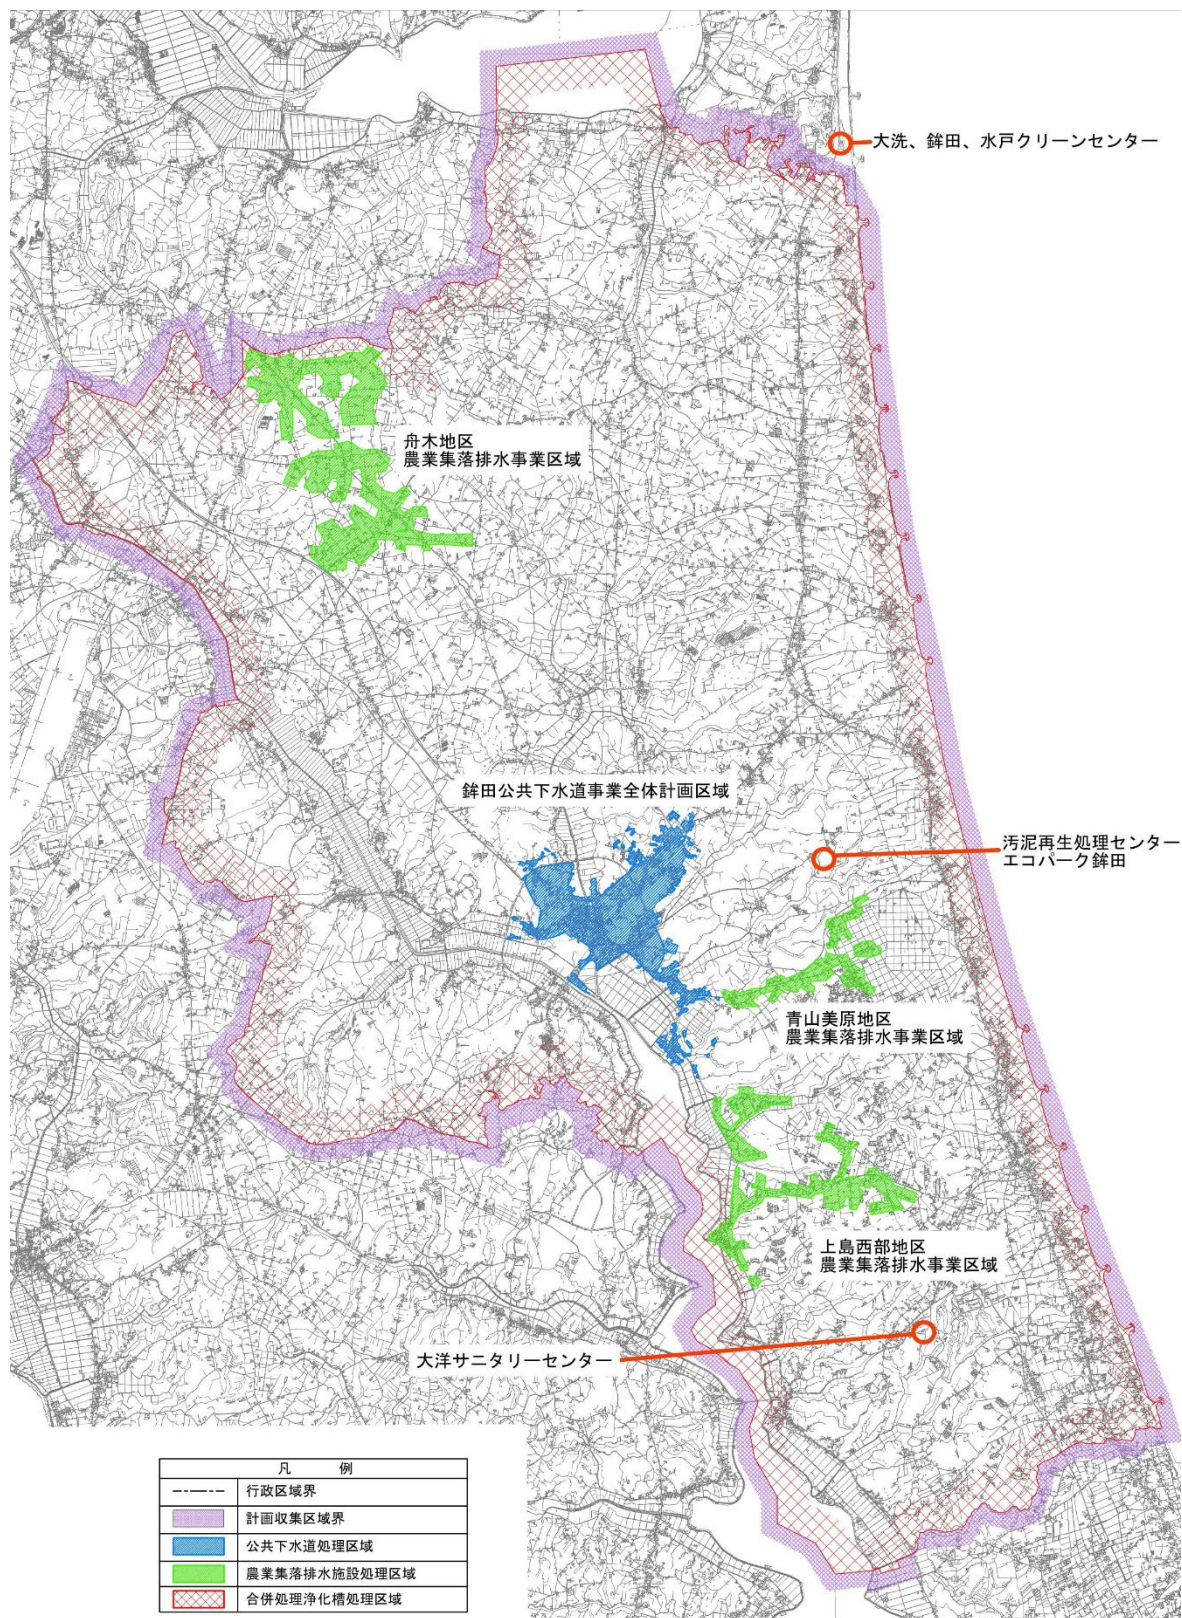 大洗、鉾田、水戸クリーンセンター
舟木地区
農業集落排水事業区域
鉾田公共下水道事業全体計画区域
汚泥再生処理センター
エコパーク鉾田
青山美原地区
農業集落排水事業区域
上島西部地区
農業集落排水事業区域
大洋サニタリーセンター
凡 例
行政区域界
計画収集区域界
公共下水道処理区域
農業集落排水施設処理区域
合併処理浄化槽処理区域